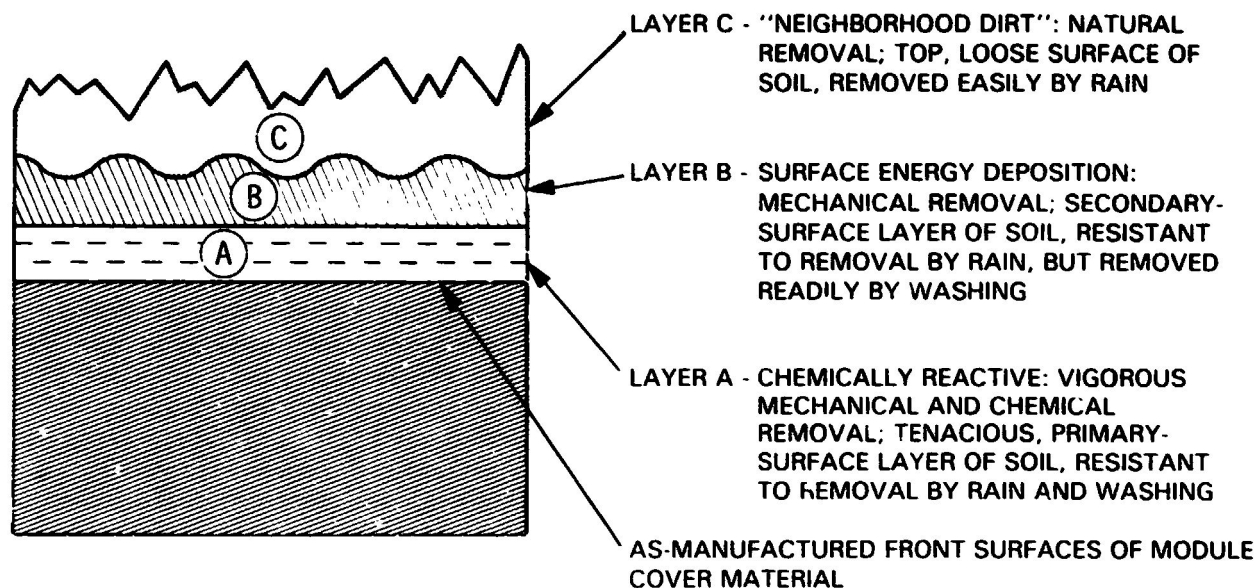 LAYER C - "NEIGHBORHOOD DIRT": NATURAL
REMOVAL; TOP, LOOSE SURFACE OF
SOIL, REMOVED EASILY BY RAIN
C
LAYER B - SURFACE ENERGY DEPOSITION:
MECHANICAL REMOVAL; SECONDARY-
SURFACE LAYER OF SOIL, RESISTANT
TO REMOVAL BY RAIN, BUT REMOVED
READILY BY WASHING
B
A
LAYER A - CHEMICALLY REACTIVE: VIGOROUS
MECHANICAL AND CHEMICAL
REMOVAL; TENACIOUS, PRIMARY-
SURFACE LAYER OF SOIL, RESISTANT
TO REMOVAL BY RAIN AND WASHING
AS-MANUFACTURED FRONT SURFACES OF MODULE
COVER MATERIAL